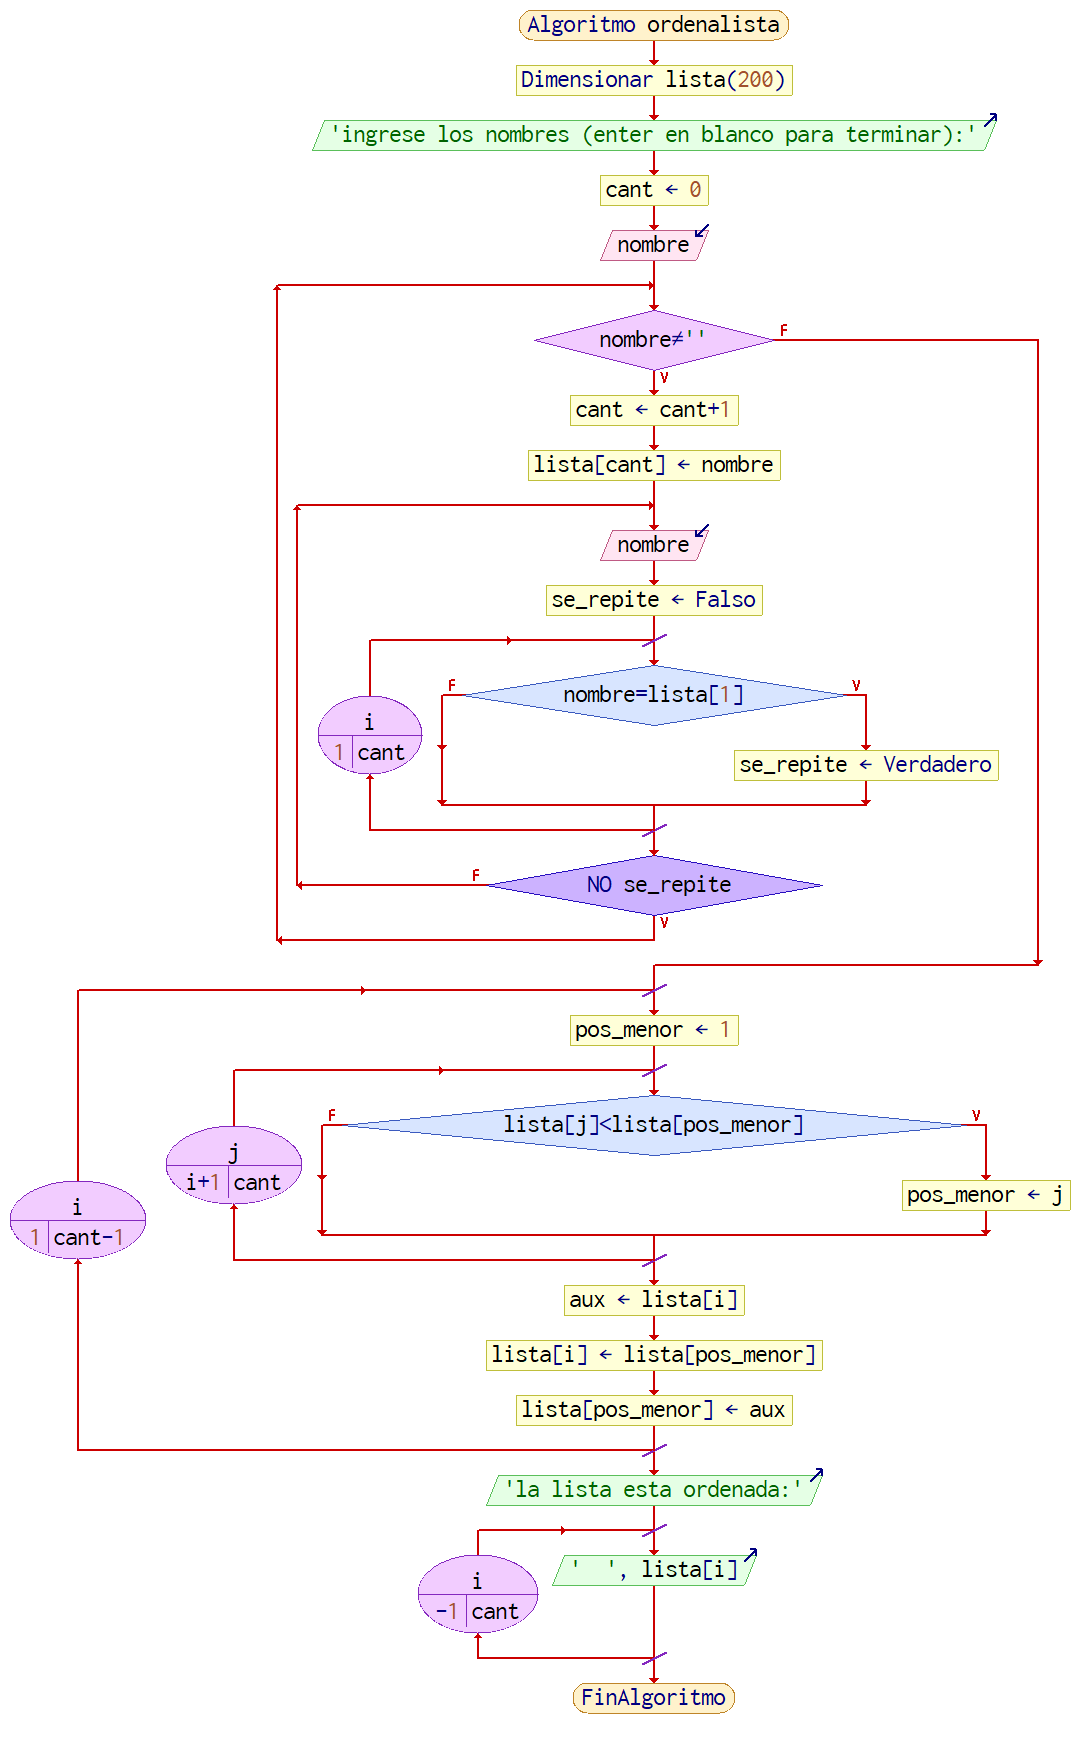 Algoritmo ordenalista
Dimensionar lista(200)
'ingrese los nombres (enter en blanco para terminar):'
cant ← 0
nombre
nombre≠''
F
V
cant ← cant+1
lista[cant] ← nombre
nombre
se_repite ← Falso
nombre=lista[1]
F
V
i
1 cant
se_repite ← Verdadero
NO se_repite
F
V
pos_menor ← 1
lista[j]<lista[pos_menor]
F
V
j
i+1 cant
pos_menor ← j
i
1 cant-1
aux ← lista[i]
lista[i] ← lista[pos_menor]
lista[pos_menor] ← aux
'la lista esta ordenada:'
'  ', lista[i]
i
-1 cant
FinAlgoritmo